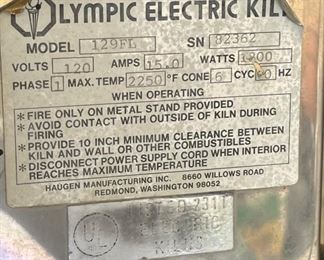 OLYMPIC ELECTRIC KILN
MODEL 129FL SN 82362
VOLTS 120 AMPS 15.0 WATTS 1800
PHASE 1 MAX. TEMP 2250 °F CONE 6 CYC 60 HZ
WHEN OPERATING
* FIRE ONLY ON METAL STAND PROVIDED
* AVOID CONTACT WITH OUTSIDE OF KILN DURING
FIRING
* PROVIDE 10 INCH MINIMUM CLEARANCE BETWEEN
KILN AND WALL OR OTHER COMBUSTIBLES
* DISCONNECT POWER SUPPLY CORD WHEN INTERIOR
REACHES MAXIMUM TEMPERATURE
HAUGEN MANUFACTURING INC. 8660 WILLOWS ROAD
REDMOND, WASHINGTON 98052
UL
ELECTRIC
KILNS